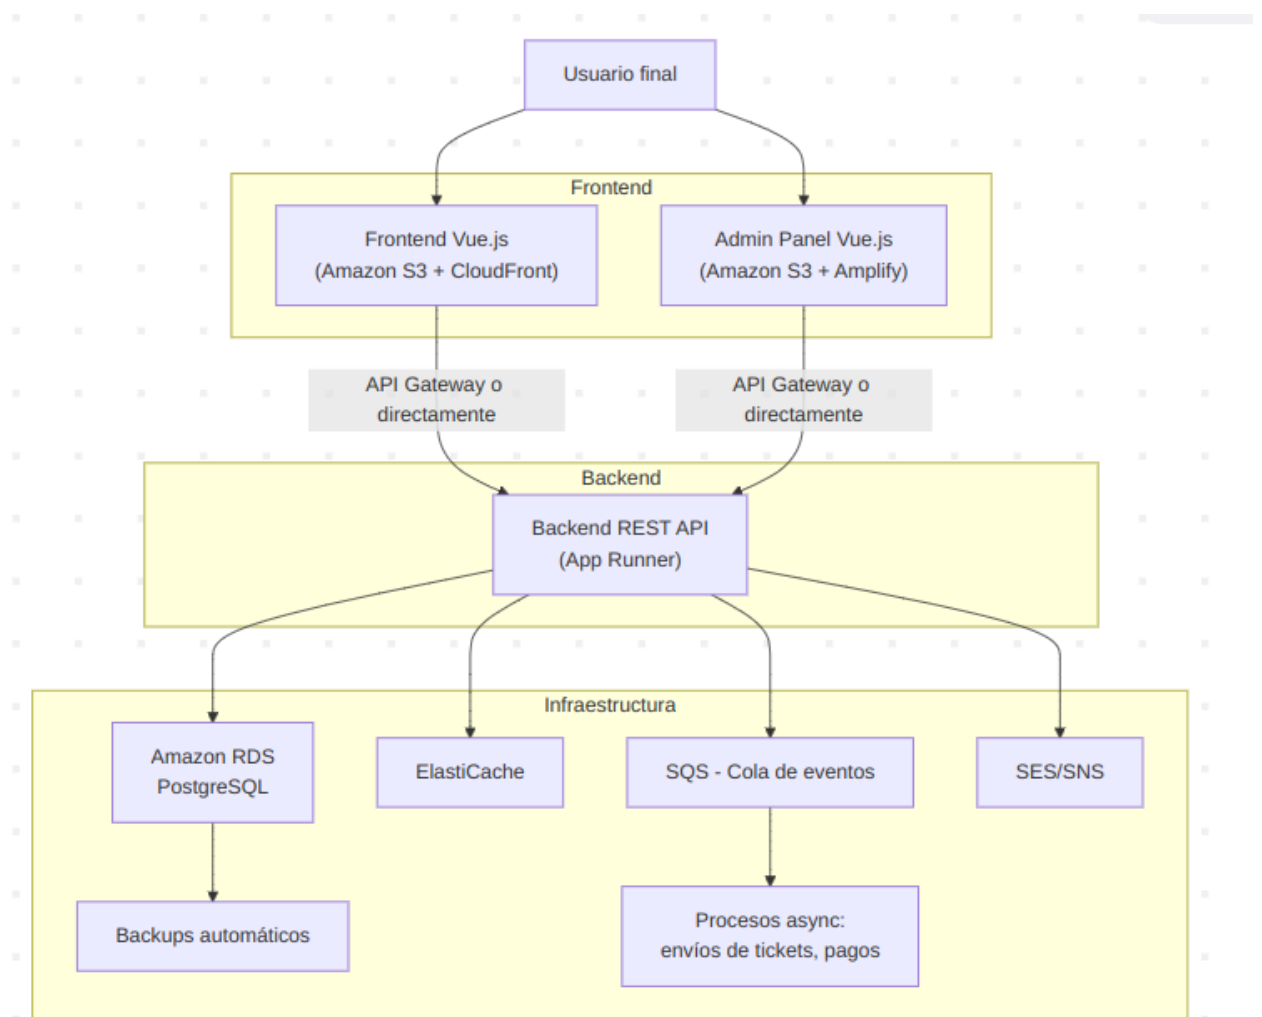 Usuario final
Frontend
Frontend Vue.js
(Amazon S3 + CloudFront)
Admin Panel Vue.js
(Amazon S3 + Amplify)
API Gateway o
directamente
API Gateway o
directamente
Backend
Backend REST API
(App Runner)
Infraestructura
Amazon RDS
PostgreSQL
ElastiCache
SQS - Cola de eventos
SES/SNS
Backups automáticos
Procesos async:
envíos de tickets, pagos